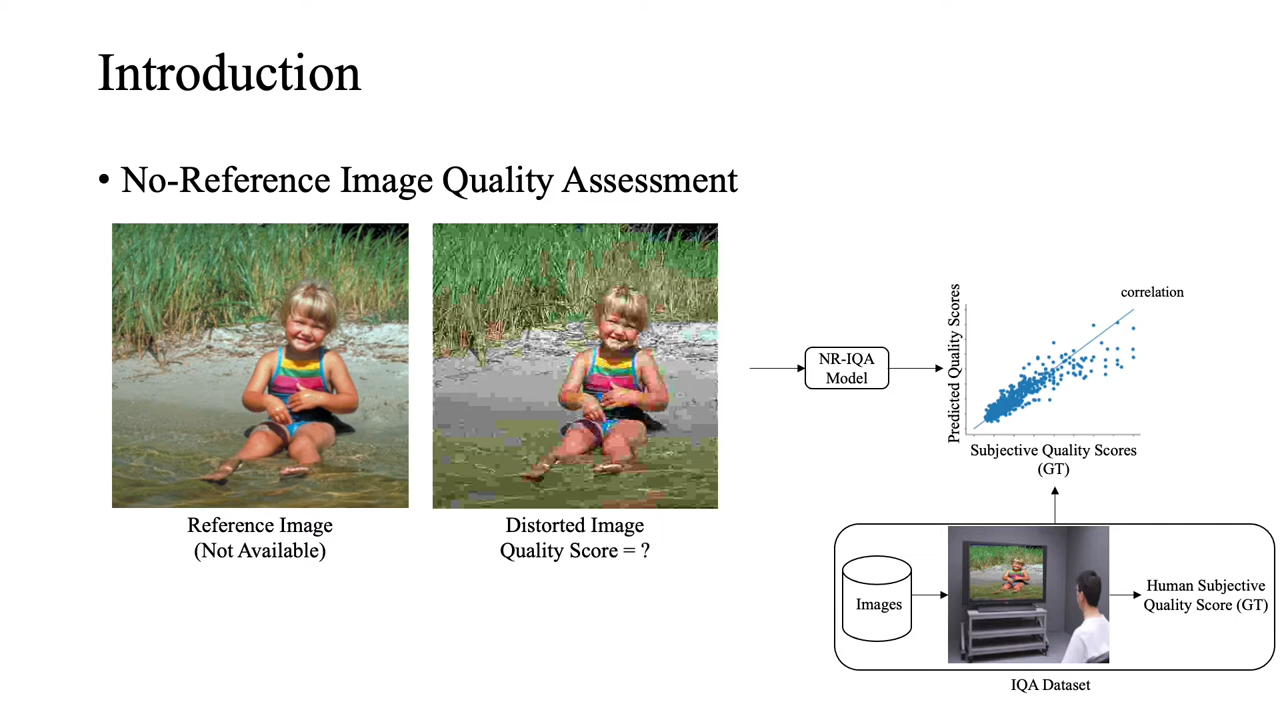 Introduction
• No-Reference Image Quality Assessment
Reference Image
(Not Available)
Distorted Image
Quality Score = ?
NR-IQA
Model
Predicted Quality Scores
correlation
Subjective Quality Scores
(GT)
Images
Human Subjective
Quality Score (GT)
IQA Dataset